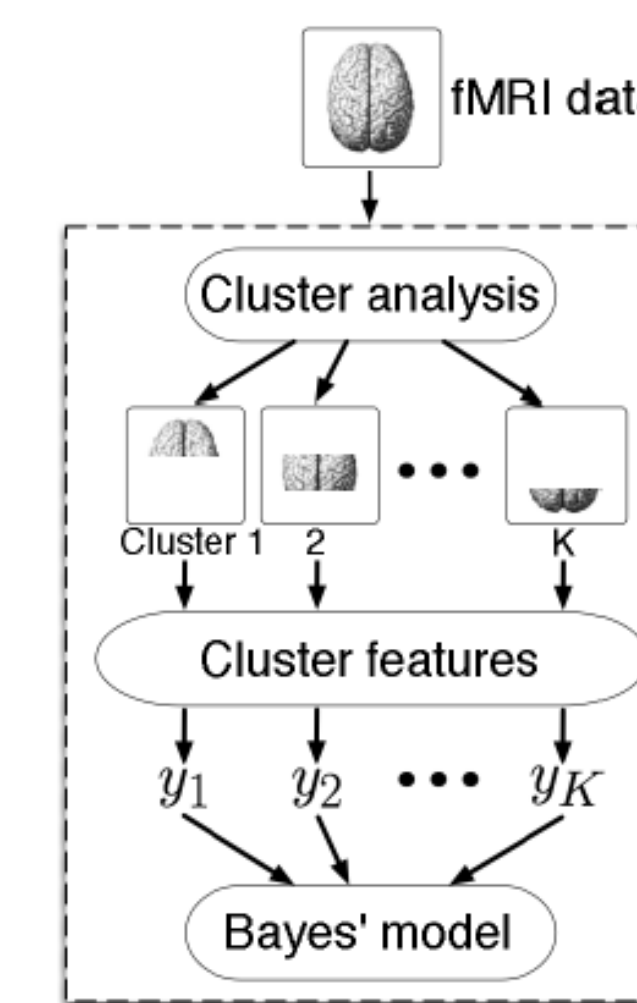 fMRI dat
Cluster analysis
Cluster 1 2 ... K
Cluster features
y1 y2 ... yK
Bayes' model